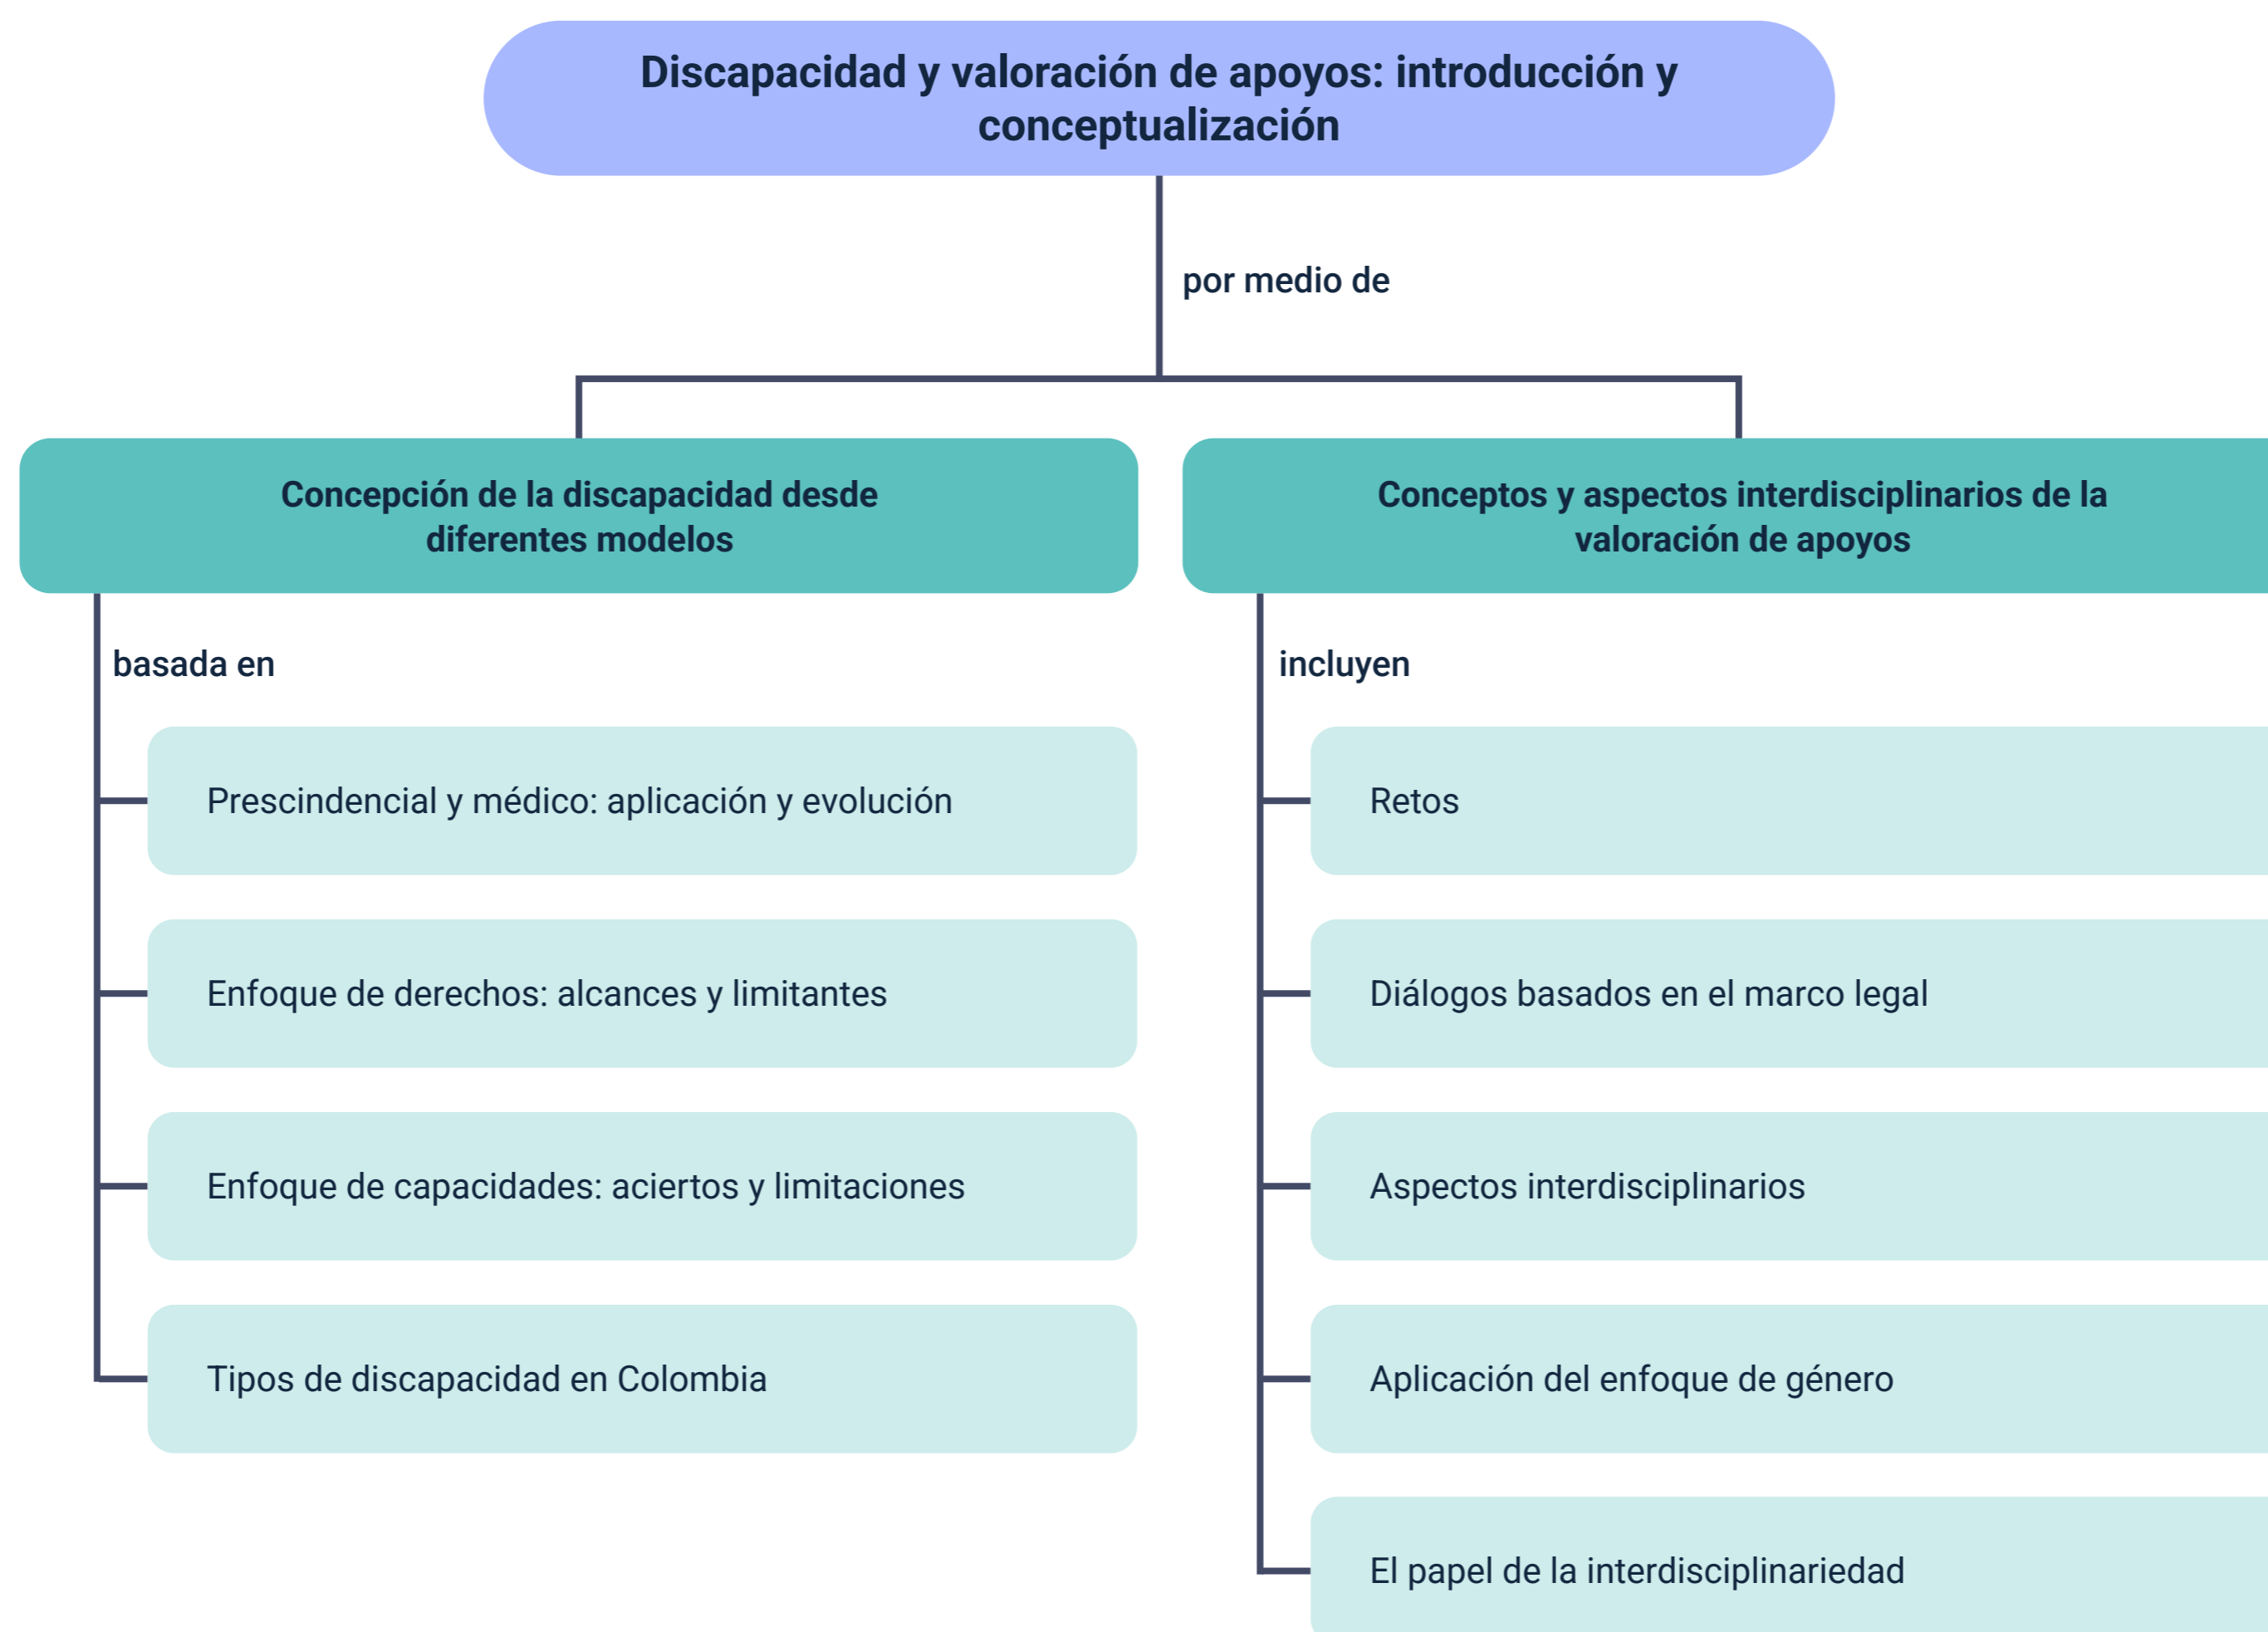 Discapacidad y valoración de apoyos: introducción y
conceptualización
por medio de
Concepción de la discapacidad desde
diferentes modelos
basada en
Prescindencial y médico: aplicación y evolución
Enfoque de derechos: alcances y limitantes
Enfoque de capacidades: aciertos y limitaciones
Tipos de discapacidad en Colombia
Conceptos y aspectos interdisciplinarios de la
valoración de apoyos
incluyen
Retos
Diálogos basados en el marco legal
Aspectos interdisciplinarios
Aplicación del enfoque de género
El papel de la interdisciplinariedad